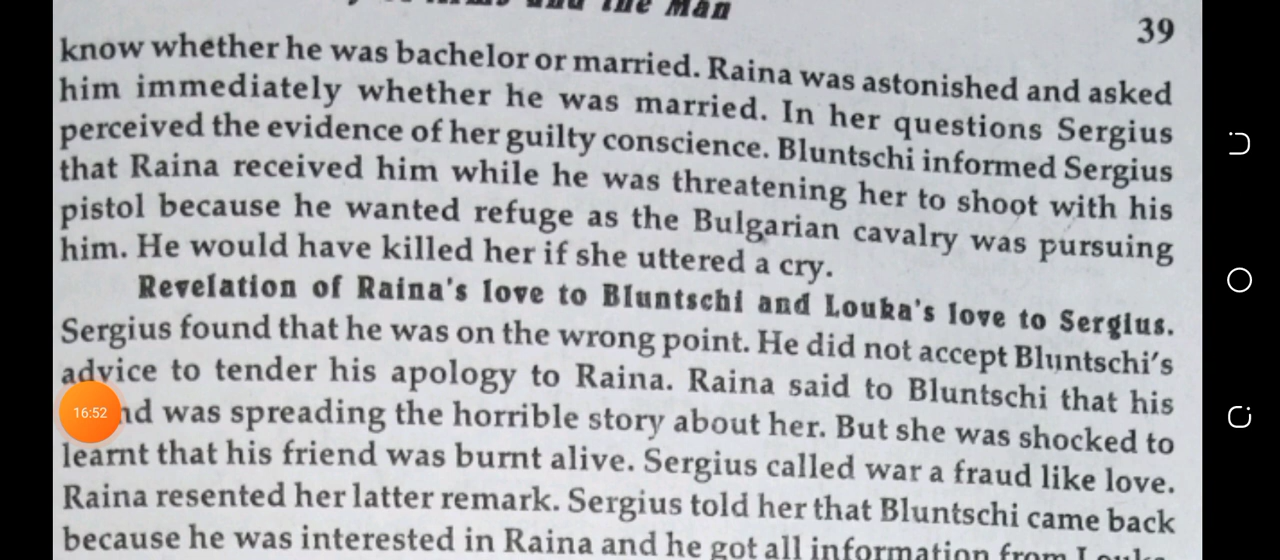 and the Man
39
know whether he was bachelor or married. Raina was astonished and asked
him immediately whether he was married. In her questions Sergius
perceived the evidence of her guilty conscience. Bluntschi informed Sergius
that Raina received him while he was threatening her to shoot with his
pistol because he wanted refuge as the Bulgarian cavalry was pursuing
him. He would have killed her if she uttered a cry.
Revelation of Raina's love to Bluntschi and Louka's love to Sergius.
Sergius found that he was on the wrong point. He did not accept Bluntschi's
advice to tender his apology to Raina. Raina said to Bluntschi that his
16:52
nd was spreading the horrible story about her. But she was shocked to
learnt that his friend was burnt alive. Sergius called war a fraud like love.
Raina resented her latter remark. Sergius told her that Bluntschi came back
because he was interested in Raina and he got all information from